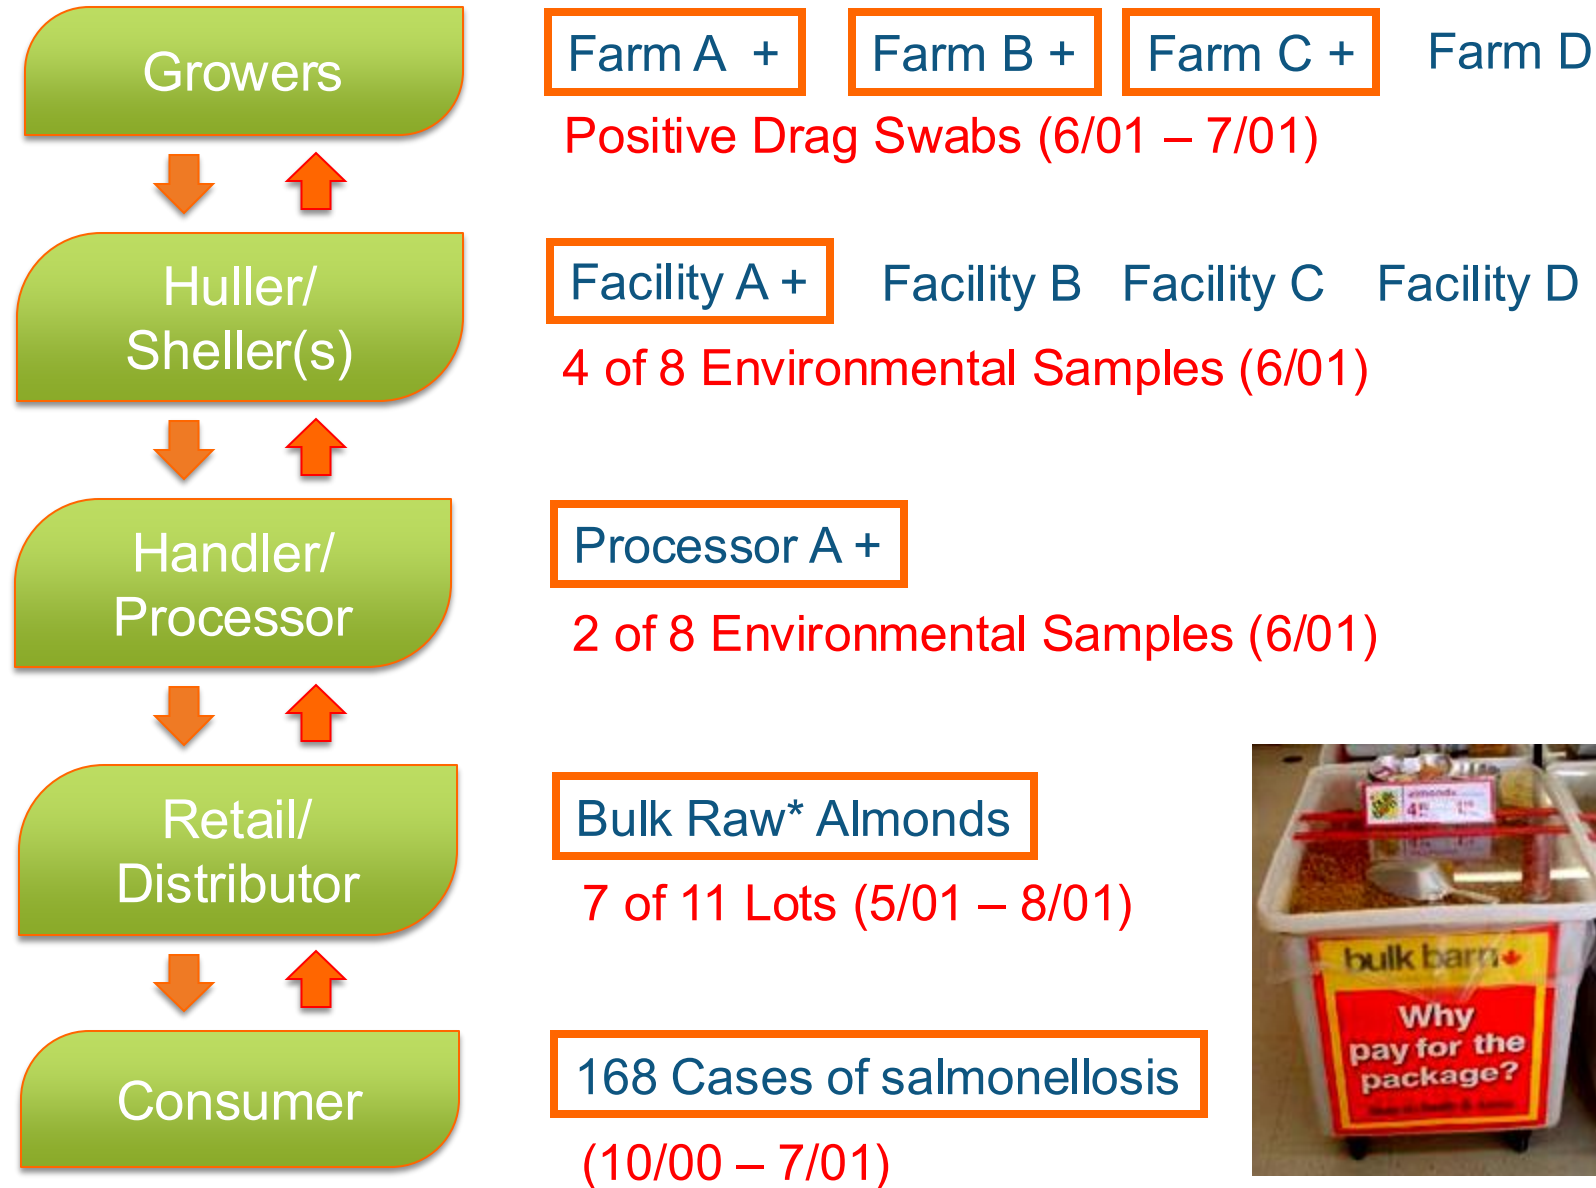 Growers
Farm A +
Farm B +
Farm C +
Farm D
Positive Drag Swabs (6/01 – 7/01)
Huller/
Sheller(s)
Facility A +
Facility B
Facility C
Facility D
4 of 8 Environmental Samples (6/01)
Handler/
Processor
Processor A +
2 of 8 Environmental Samples (6/01)
Retail/
Distributor
Bulk Raw* Almonds
7 of 11 Lots (5/01 – 8/01)
almonds
bulk barn
Why
pay for the
package?
Consumer
168 Cases of salmonellosis
(10/00 – 7/01)